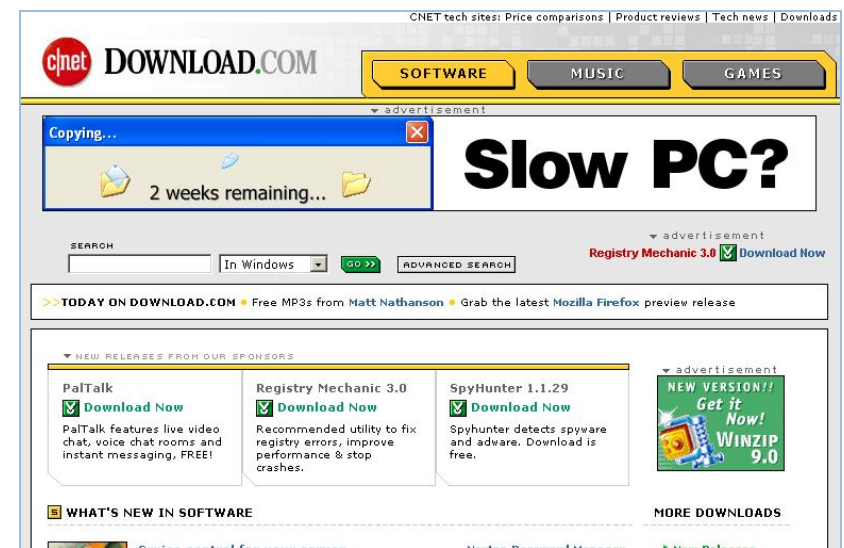 CNET tech sites: Price comparisons | Product reviews | Tech news | Downloads
c|net DOWNLOAD.COM
SOFTWARE MUSIC GAMES
advertisement
Copying...
2 weeks remaining...
Slow PC?
SEARCH
In Windows GO >> ADVANCED SEARCH
advertisement
Registry Mechanic 3.0 Download Now
>>TODAY ON DOWNLOAD.COM • Free MP3s from Matt Nathanson • Grab the latest Mozilla Firefox preview release
NEW RELEASES FROM OUR SPONSORS
PalTalk
Download Now
PalTalk features live video
chat, voice chat rooms and
instant messaging, FREE!
Registry Mechanic 3.0
Download Now
Recommended utility to fix
registry errors, improve
performance & stop
crashes.
SpyHunter 1.1.29
Download Now
Spyhunter detects spyware
and adware. Download is
free.
advertisement
NEW VERSION!!
Get it
Now!
WINZIP
9.0
WHAT'S NEW IN SOFTWARE
MORE DOWNLOADS